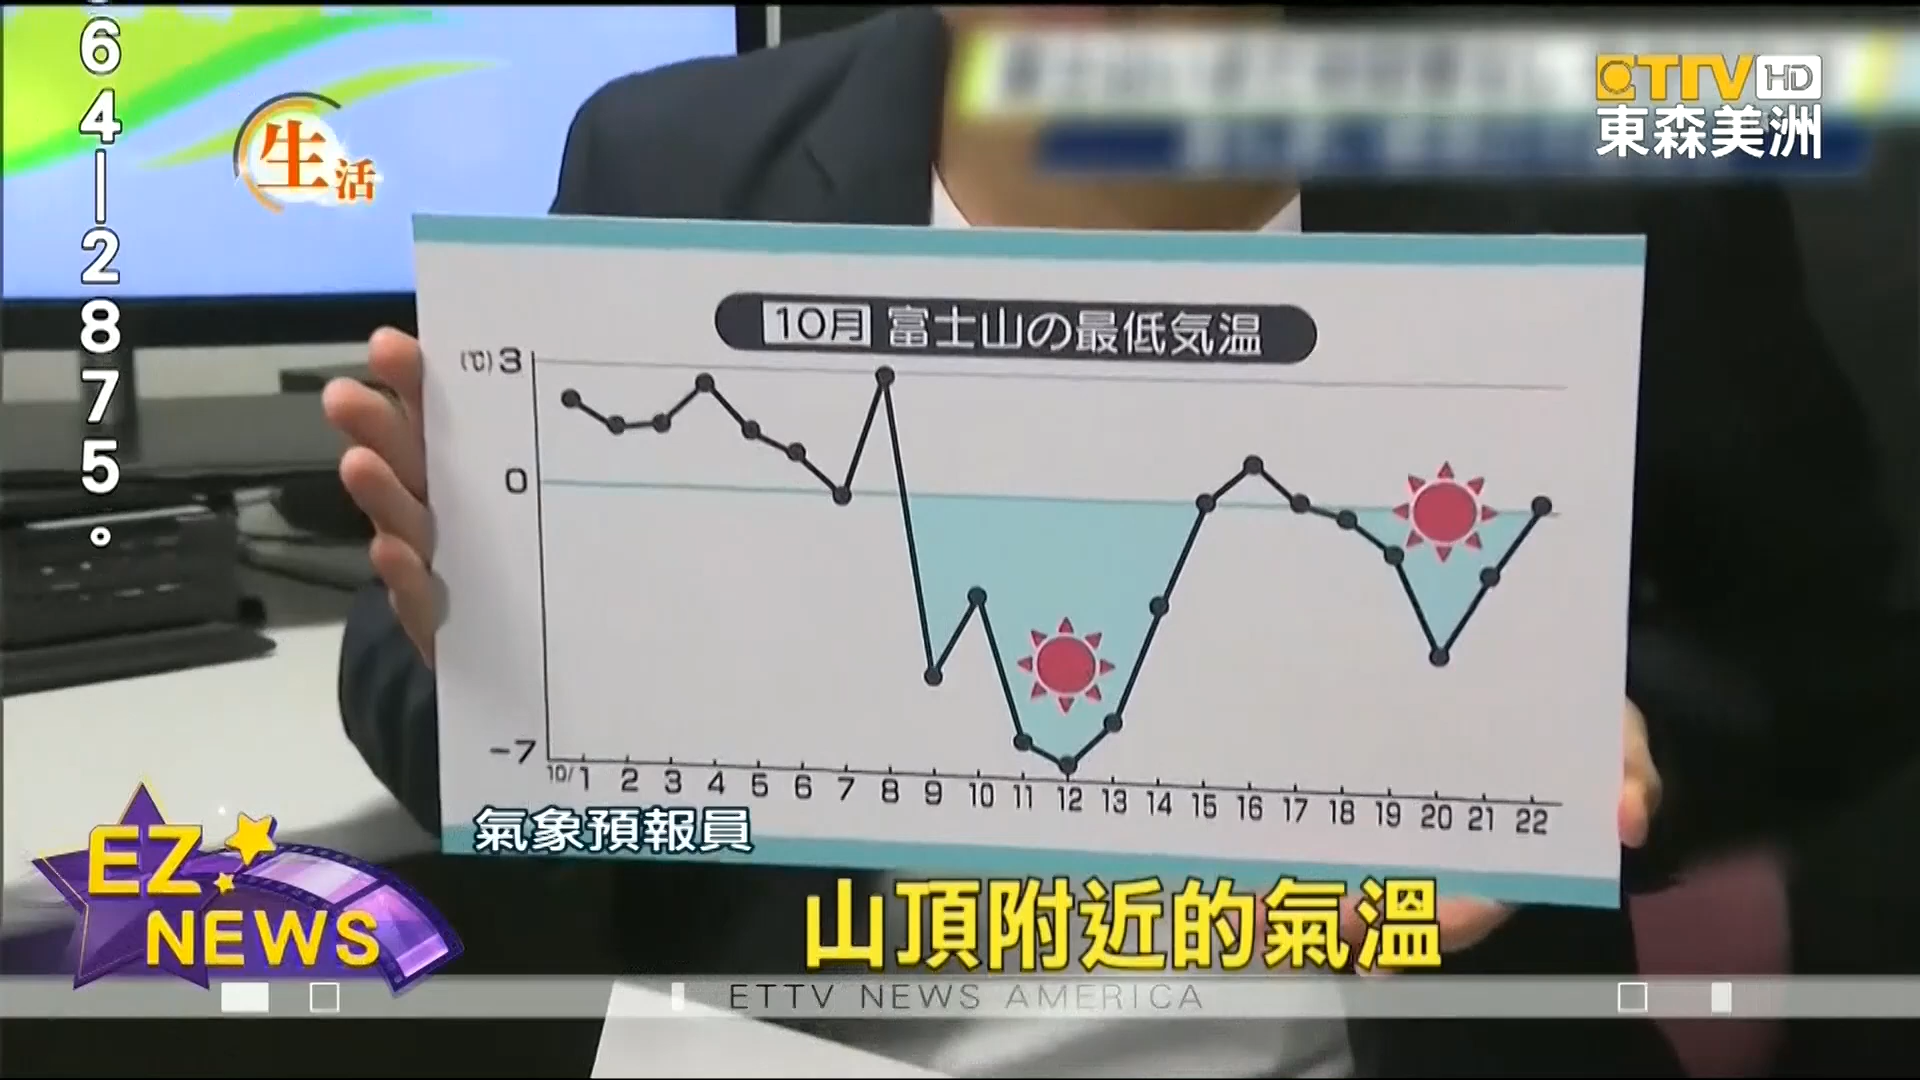 64-2875。
生活
ETTV HD
東森美洲
10月 富士山の最低気温
(℃) 3
0
-7
10/1 2 3 4 5 6 7 8 9 10 11 12 13 14 15 16 17 18 19 20 21 22
氣象預報員
EZ
NEWS
山頂附近的氣溫
ETTV NEWS AMERICA